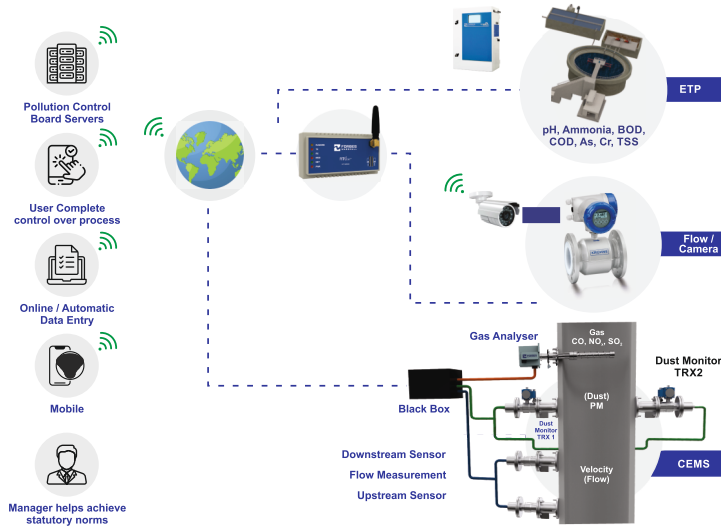 Pollution Control
Board Servers
User Complete
control over process
Online / Automatic
Data Entry
Mobile
Manager helps achieve
statutory norms
ETP
pH, Ammonia, BOD,
COD, As, Cr, TSS
Flow /
Camera
Gas Analyser
Gas
CO, NOₓ, SO₂
Dust Monitor
TRX2
Black Box
(Dust)
PM
Dust
Monitor
TRX 1
Downstream Sensor
Flow Measurement
Upstream Sensor
Velocity
(Flow)
CEMS